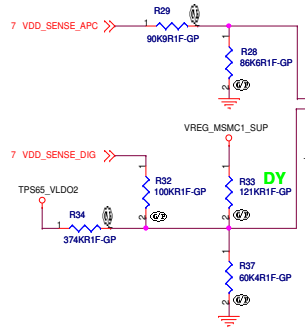 R29
7 VDD_SENSE_APC 1 2
90K9R1F-GP
1
R28
86K6R1F-GP
2
VREG_MSMC1_SUP
7 VDD_SENSE_DIG
1 1
TPS65_VLDO2
R32
100KR1F-GP
R33
DY
121KR1F-GP
R34
1 2
2 2
374KR1F-GP
1
R37
60K4R1F-GP
2